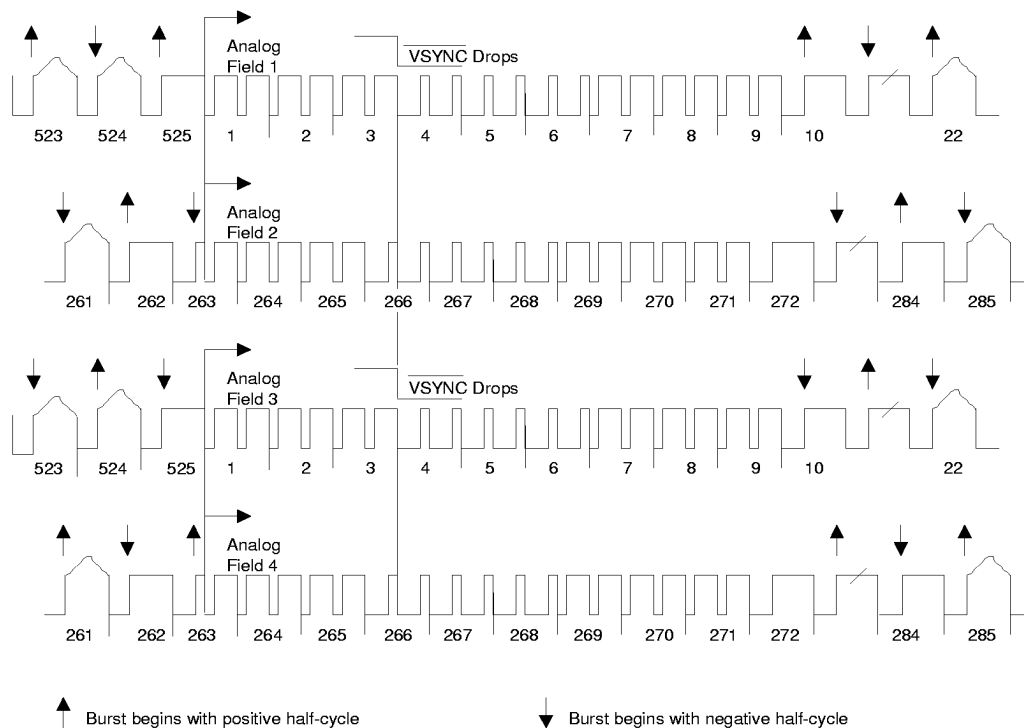 Analog
Field 1
VSYNC Drops
523 524 525 1 2 3 4 5 6 7 8 9 10 22
Analog
Field 2
261 262 263 264 265 266 267 268 269 270 271 272 284 285
Analog
Field 3
VSYNC Drops
523 524 525 1 2 3 4 5 6 7 8 9 10 22
Analog
Field 4
261 262 263 264 265 266 267 268 269 270 271 272 284 285
Burst begins with positive half-cycle
Burst begins with negative half-cycle